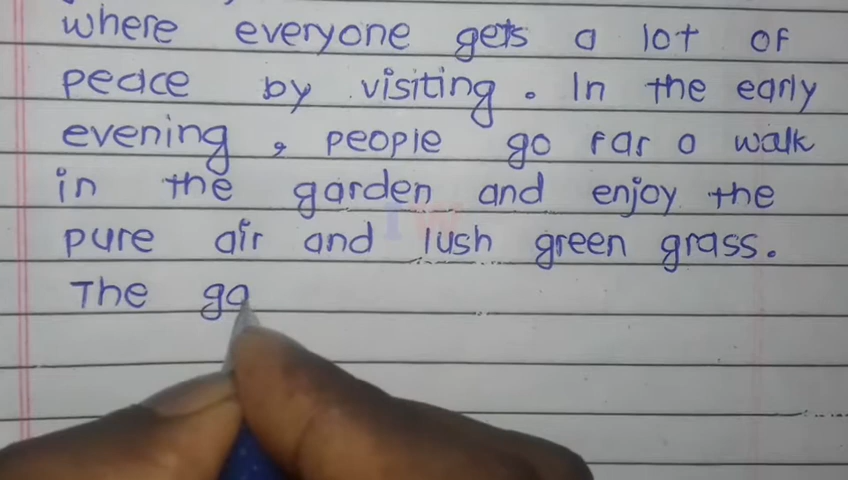 where everyone gets a lot of
peace by visiting. In the early
evening, people go for a walk
in the garden and enjoy the
pure air and lush green grass.
The ga